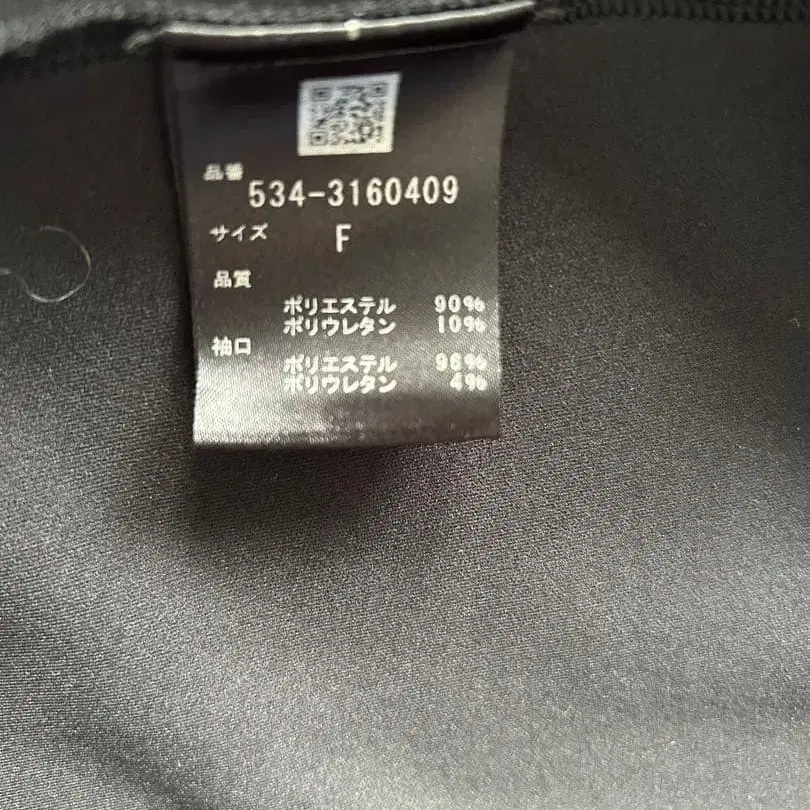 品番
534-3160409
サイズ F
品質
ポリエステル 90%
ポリウレタン 10%
袖口
ポリエステル 96%
ポリウレタン 4%